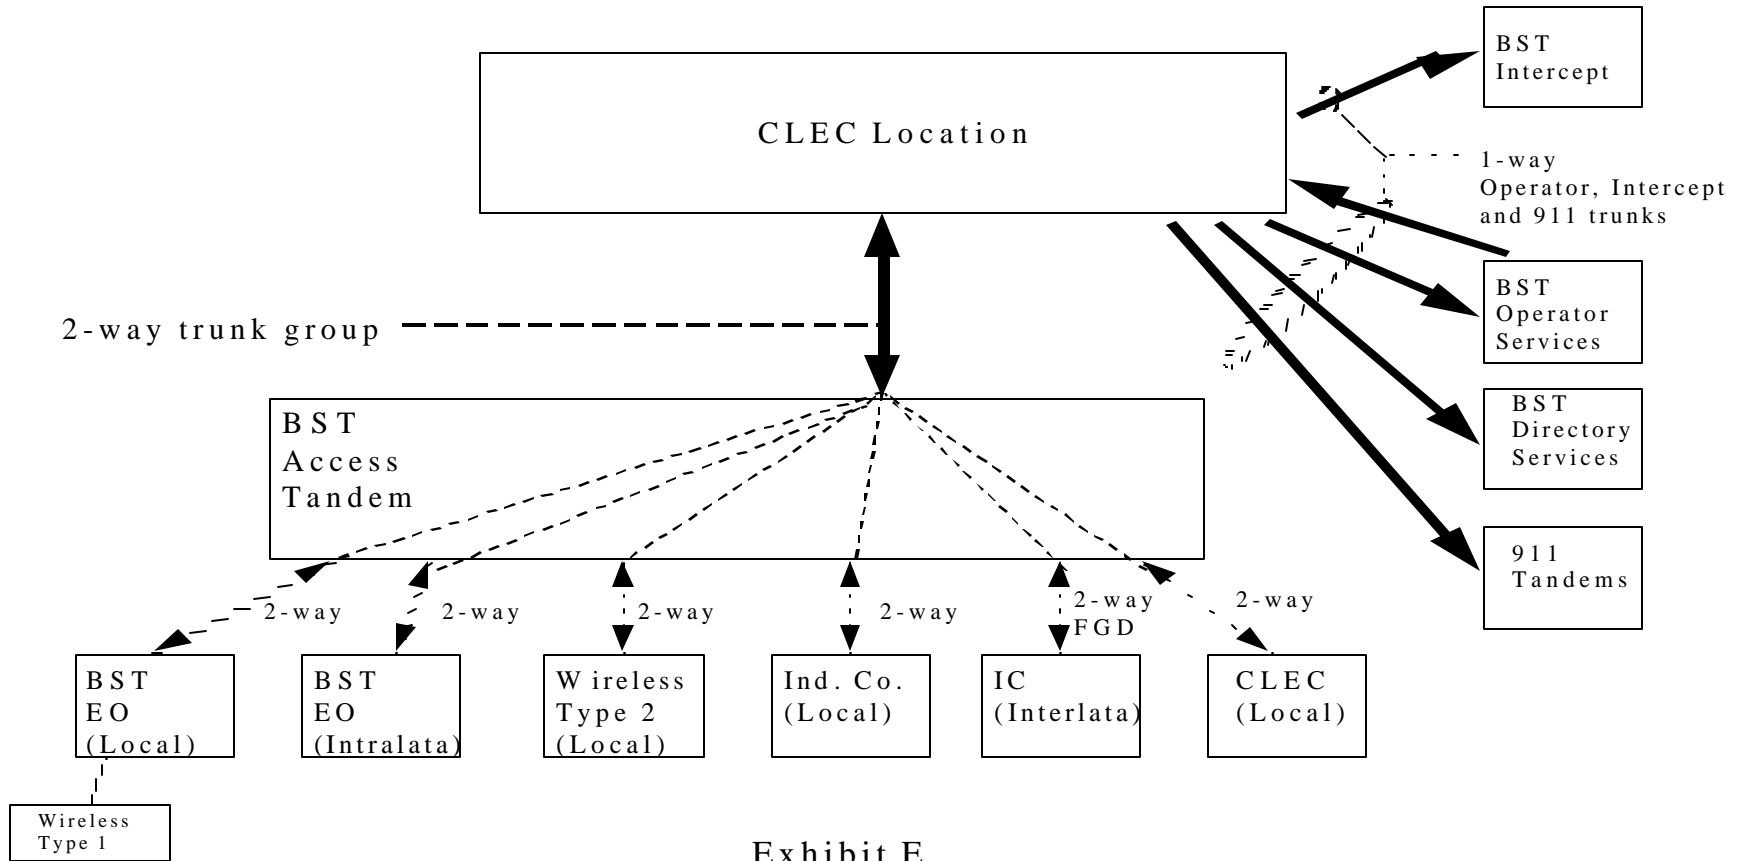 BST
Intercept
CLEC Location
1-way
Operator, Intercept
and 911 trunks
BST
Operator
Services
2-way trunk group
BST
Directory
Services
BST
Access
Tandem
911
Tandems
2-way
2-way
2-way
2-way
2-way
FGD
2-way
BST
EO
(Local)
BST
EO
(Intralata)
Wireless
Type 2
(Local)
Ind. Co.
(Local)
IC
(Interlata)
CLEC
(Local)
Wireless
Type 1
Exhibit E